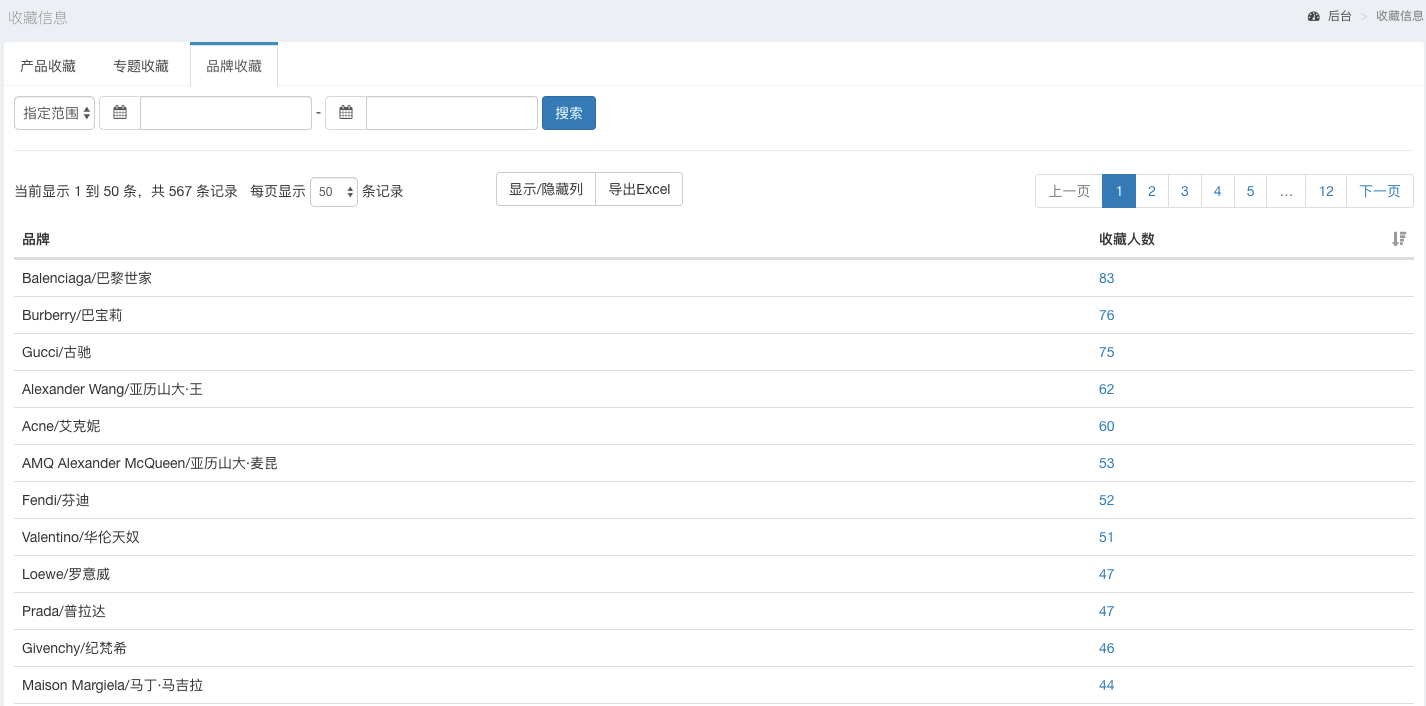 收藏信息
后台 > 收藏信息
产品收藏 专题收藏 品牌收藏
指定范围 - 搜索
当前显示 1 到 50 条，共 567 条记录 每页显示 50 条记录 显示/隐藏列 导出Excel 上一页 1 2 3 4 5 … 12 下一页
品牌 收藏人数
Balenciaga/巴黎世家 83
Burberry/巴宝莉 76
Gucci/古驰 75
Alexander Wang/亚历山大·王 62
Acne/艾克妮 60
AMQ Alexander McQueen/亚历山大·麦昆 53
Fendi/芬迪 52
Valentino/华伦天奴 51
Loewe/罗意威 47
Prada/普拉达 47
Givenchy/纪梵希 46
Maison Margiela/马丁·马吉拉 44